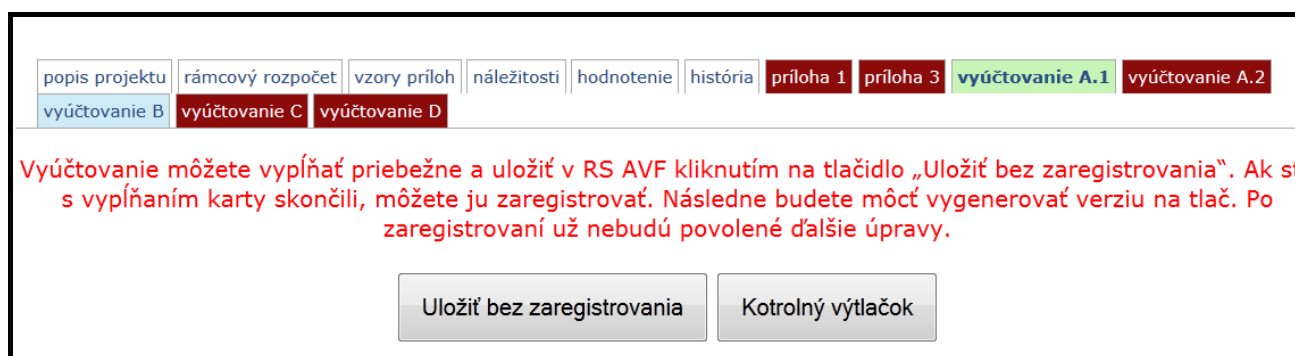 popis projektu rámcový rozpočet vzory príloh náležitosti hodnotenie história príloha 1 príloha 3 vyúčtovanie A.1 vyúčtovanie A.2
vyúčtovanie B vyúčtovanie C vyúčtovanie D
Vyúčtovanie môžete vypĺňať priebežne a uložiť v RS AVF kliknutím na tlačidlo „Uložiť bez zaregistrovania“. Ak
s vypĺňaním karty skončili, môžete ju zaregistrovať. Následne budete môcť vygenerovať verziu na tlač. Po
zaregistrovaní už nebudú povolené ďalšie úpravy.
Uložiť bez zaregistrovania Kotrolný výtlačok